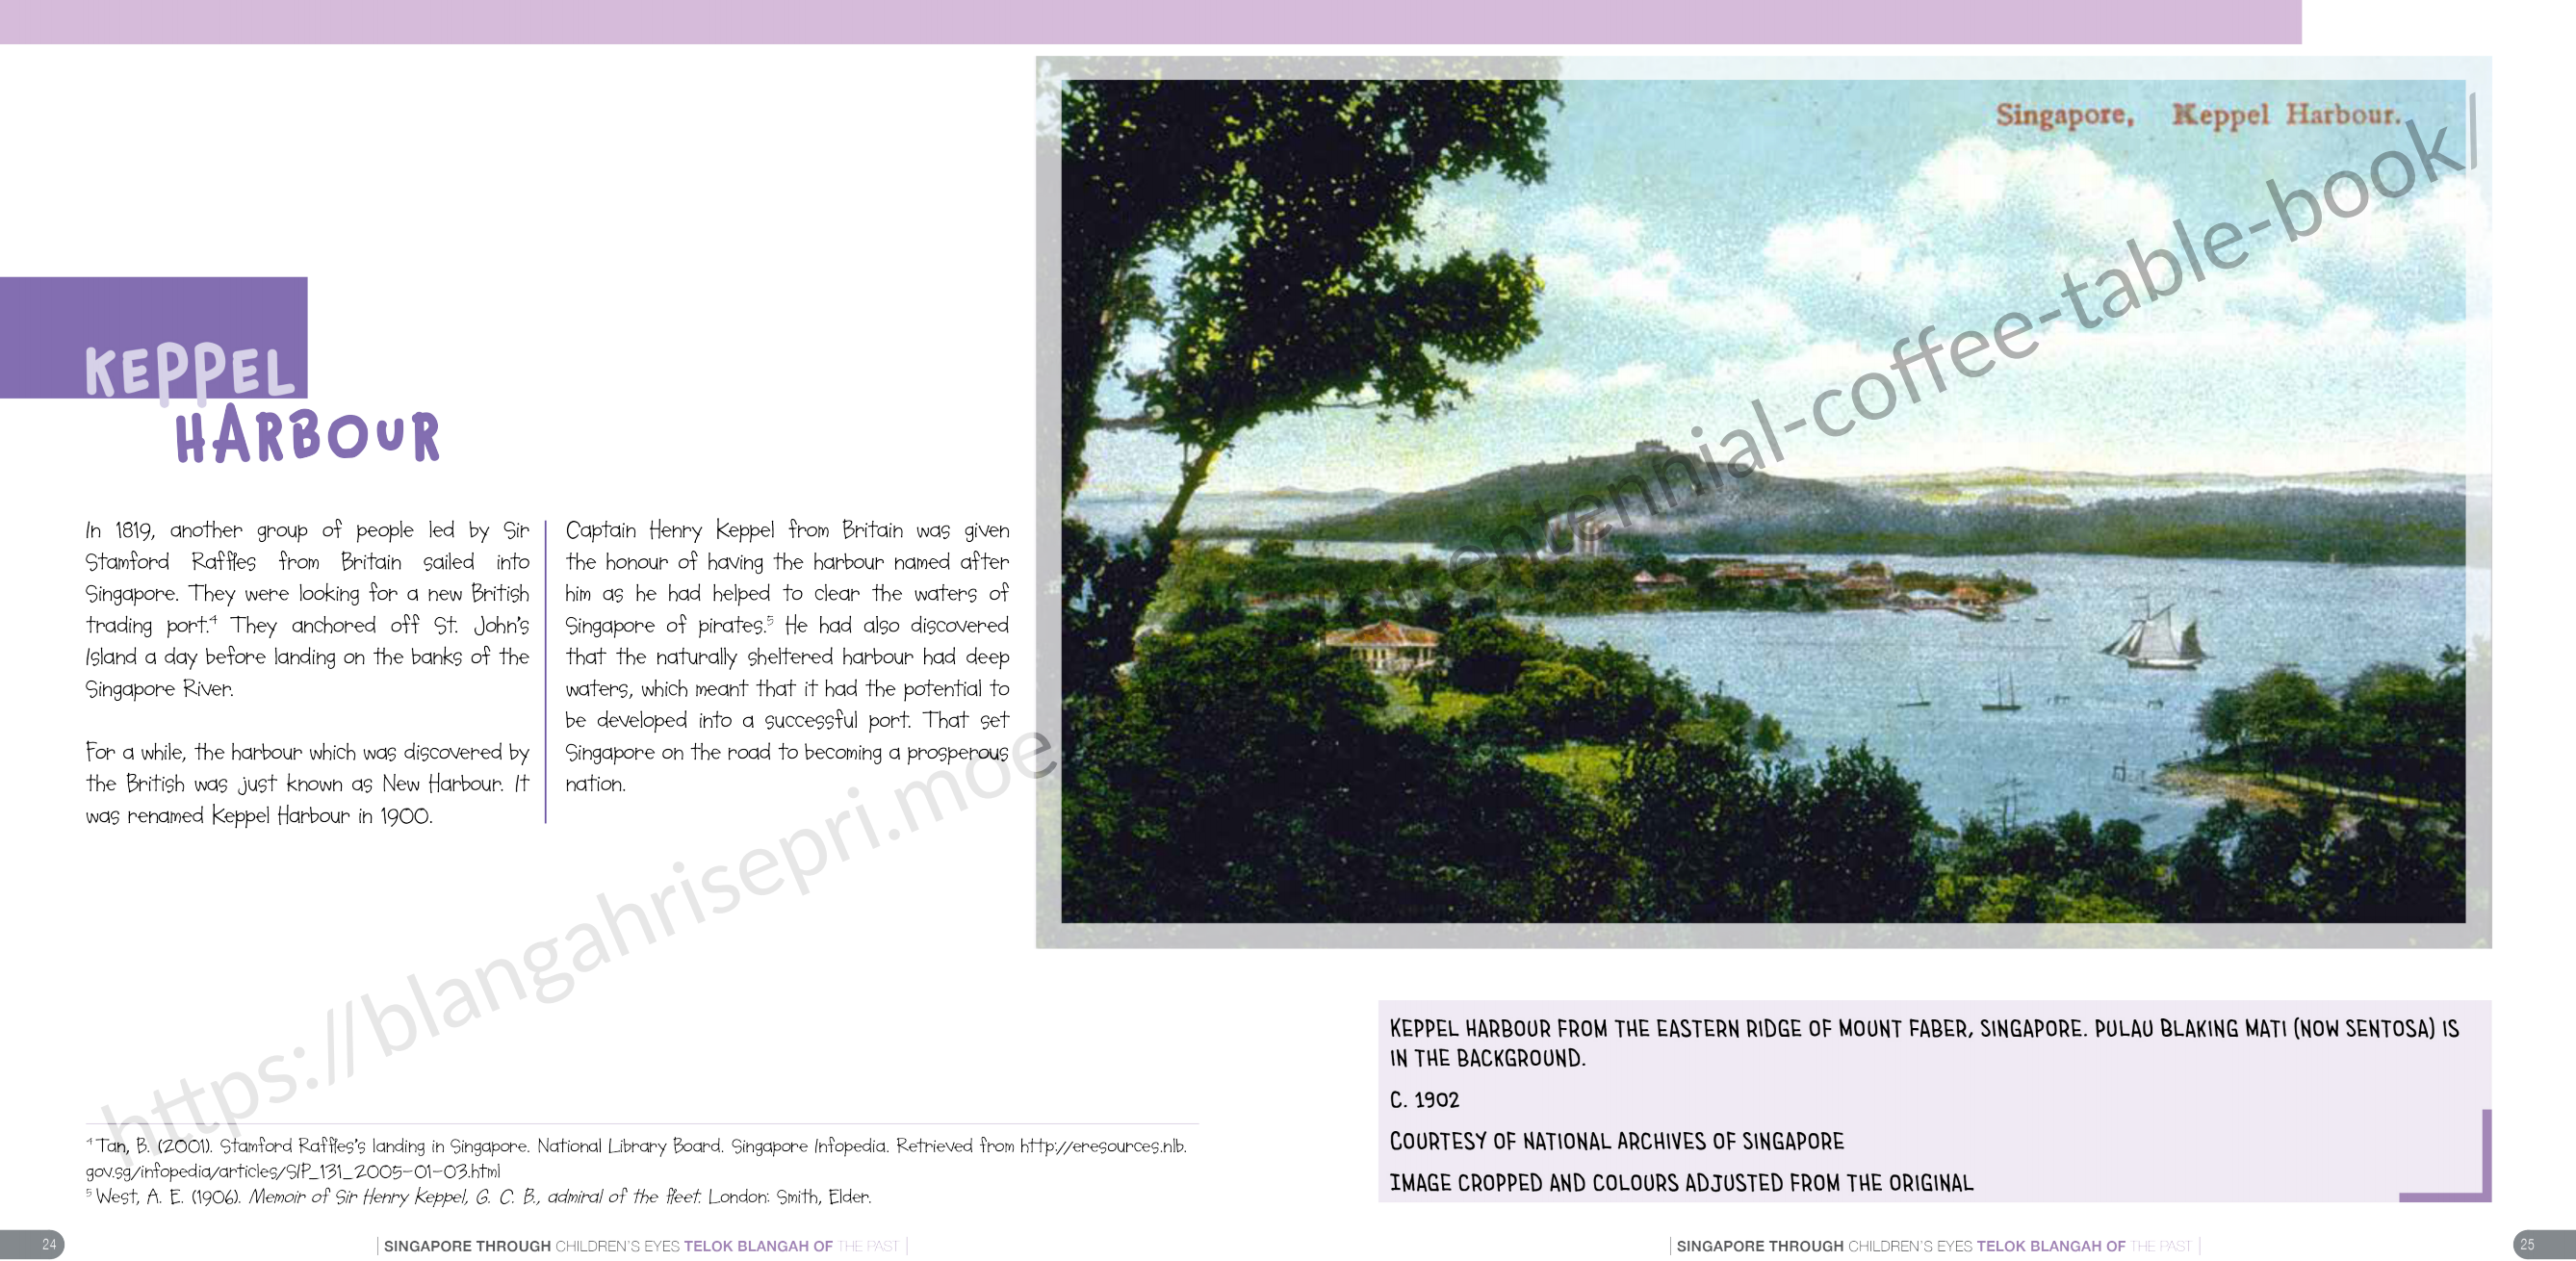 KEPPEL
HARBOUR
In 1819, another group of people led by Sir
Stamford Raffles from Britain sailed into
Singapore. They were looking for a new British
trading port.⁴ They anchored off St. John's
Island a day before landing on the banks of the
Singapore River.
For a while, the harbour which was discovered by
the British was just known as New Harbour. It
was renamed Keppel Harbour in 1900.
Captain Henry Keppel from Britain was given
the honour of having the harbour named after
him as he had helped to clear the waters of
Singapore of pirates.⁵ He had also discovered
that the naturally sheltered harbour had deep
waters, which meant that it had the potential to
be developed into a successful port. That set
Singapore on the road to becoming a prosperous
nation.
⁴ Tan, B. (2001). Stamford Raffles's landing in Singapore. National Library Board. Singapore Infopedia. Retrieved from http://eresources.nlb.
gov.sg/infopedia/articles/SIP_131_2005-01-03.html
⁵ West, A. E. (1906). Memoir of Sir Henry Keppel, G. C. B., admiral of the fleet. London: Smith, Elder.
24
SINGAPORE THROUGH CHILDREN'S EYES TELOK BLANGAH OF THE PAST
Singapore, Keppel Harbour.
KEPPEL HARBOUR FROM THE EASTERN RIDGE OF MOUNT FABER, SINGAPORE. PULAU BLAKING MATI (NOW SENTOSA) IS
IN THE BACKGROUND.
C. 1902
COURTESY OF NATIONAL ARCHIVES OF SINGAPORE
IMAGE CROPPED AND COLOURS ADJUSTED FROM THE ORIGINAL
SINGAPORE THROUGH CHILDREN'S EYES TELOK BLANGAH OF THE PAST
25